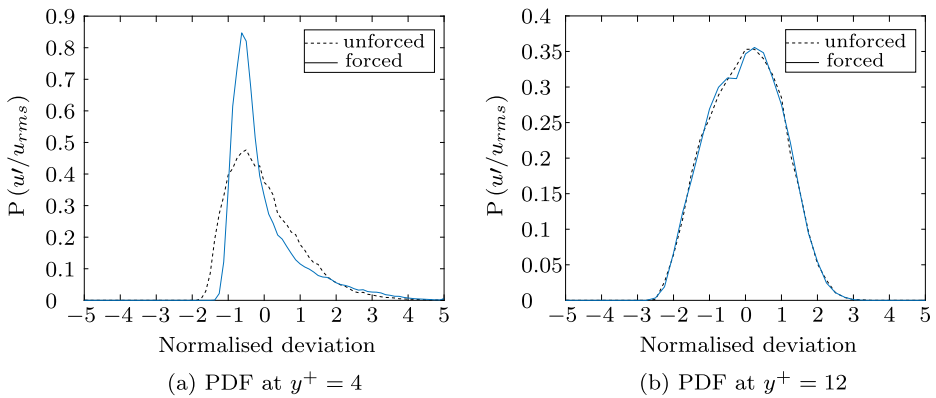 0.9
0.8
0.7
0.6
0.5
0.4
0.3
0.2
0.1
0
P (u′/u_rms)
unforced
forced
−5 −4 −3 −2 −1 0 1 2 3 4 5
Normalised deviation
(a) PDF at y⁺ = 4
0.4
0.35
0.3
0.25
0.2
0.15
0.1
0.05
0
P (u′/u_rms)
unforced
forced
−5 −4 −3 −2 −1 0 1 2 3 4 5
Normalised deviation
(b) PDF at y⁺ = 12